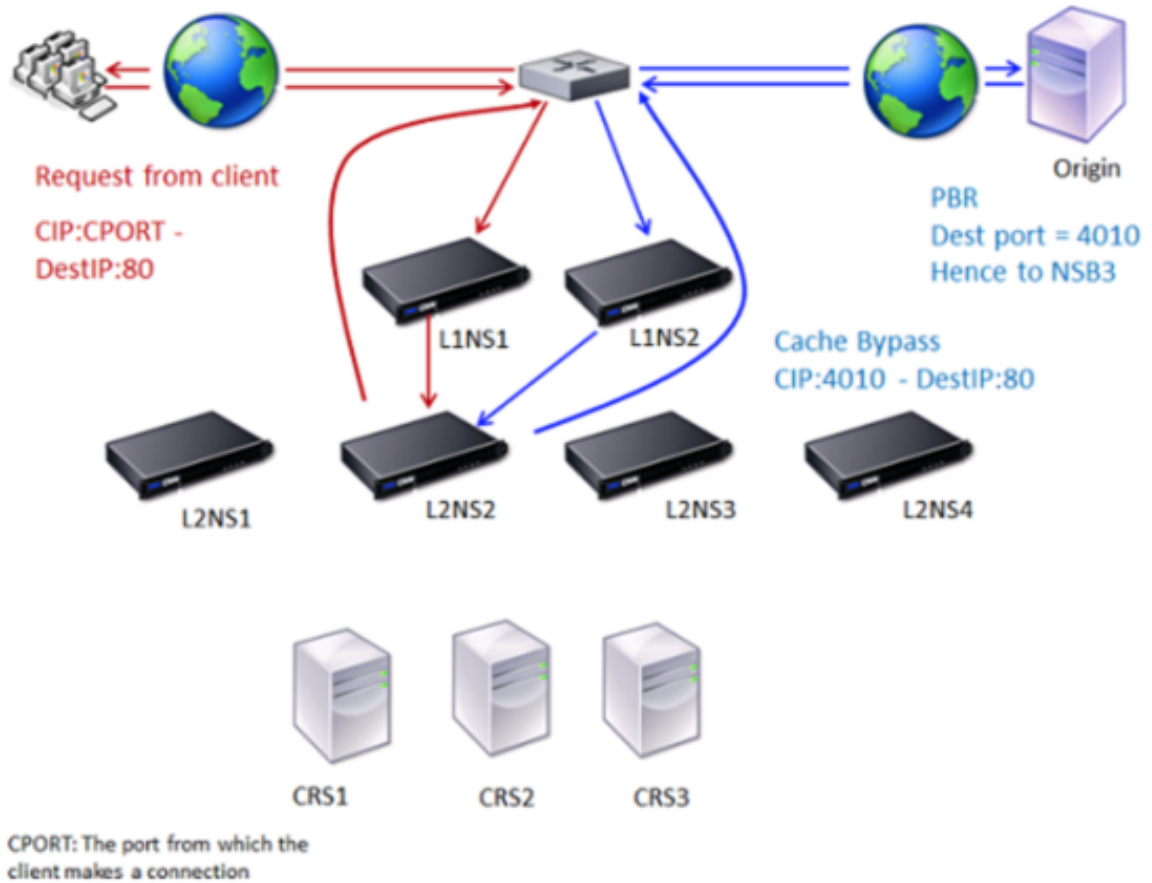 Origin
Request from client
CIP:CPORT -
DestIP:80
PBR
Dest port = 4010
Hence to NSB3
L1NS1
L1NS2
Cache Bypass
CIP:4010 - DestIP:80
L2NS1
L2NS2
L2NS3
L2NS4
CRS1
CRS2
CRS3
CPORT: The port from which the
client makes a connection